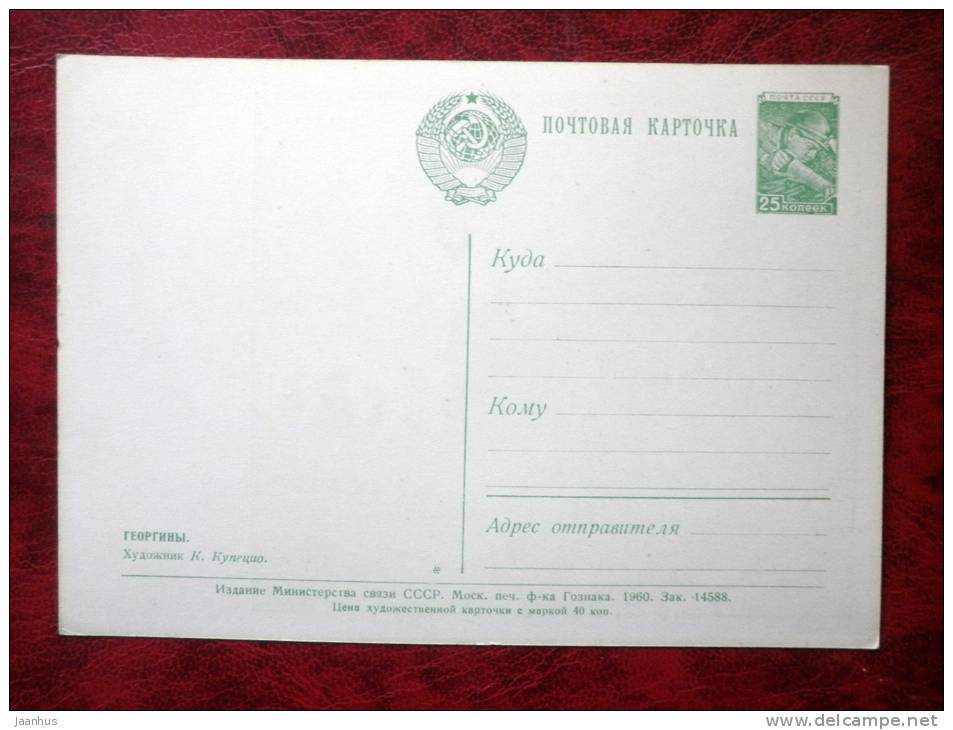 ПОЧТОВАЯ КАРТОЧКА
ПОЧТА СССР
25 копеек
Куда
Кому
Адрес отправителя
ГЕОРГИНЫ.
Художник К. Купецио.
Издание Министерства связи СССР. Моск. печ. ф-ка Гознака. 1960. Зак. 14588.
Цена художественной карточки с маркой 40 коп.
Jaanhus
www.delcampe.net